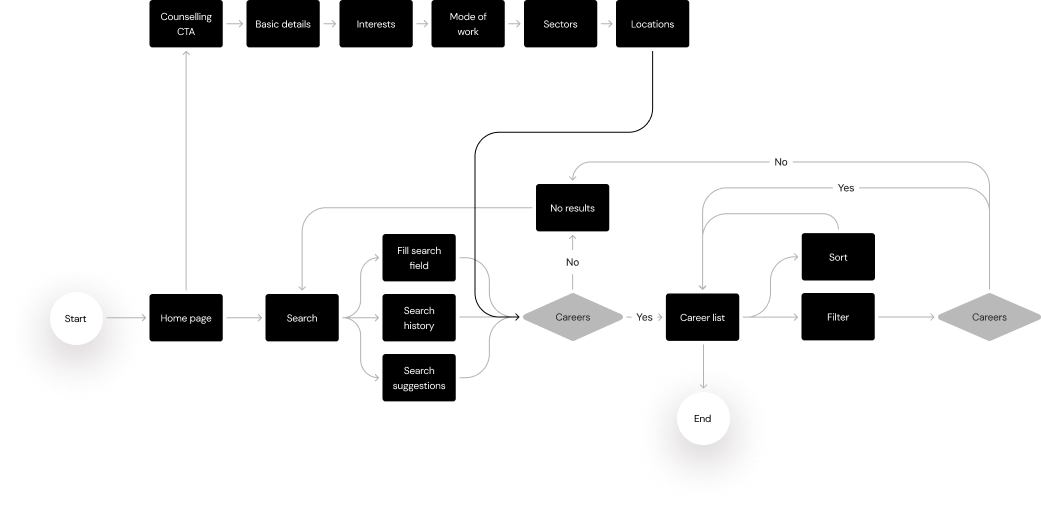 Counselling
CTA
Basic details
Interests
Mode of
work
Sectors
Locations
No
Yes
No results
Fill search
field
No
Sort
Start
Home page
Search
Search
history
Careers
Yes
Career list
Filter
Careers
Search
suggestions
End